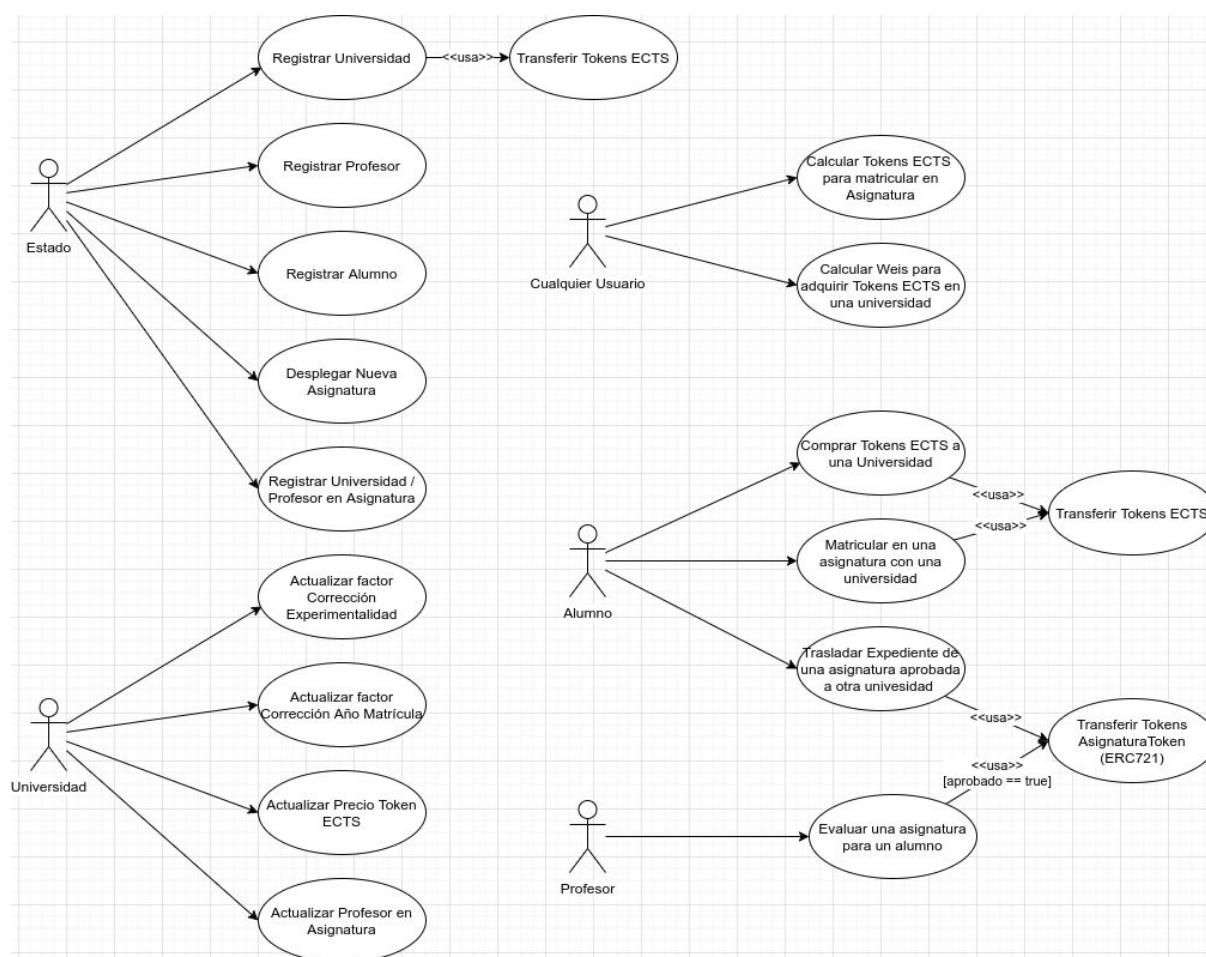 Registrar Universidad
<<usa>>
Transferir Tokens ECTS
Registrar Profesor
Estado
Registrar Alumno
Desplegar Nueva
Asignatura
Registrar Universidad /
Profesor en Asignatura
Calcular Tokens ECTS
para matricular en
Asignatura
Cualquier Usuario
Calcular Weis para
adquirir Tokens ECTS en
una universidad
Actualizar factor
Corrección
Experimentalidad
Actualizar factor
Corrección Año Matrícula
Universidad
Actualizar Precio Token
ECTS
Actualizar Profesor en
Asignatura
Comprar Tokens ECTS a
una Universidad
<<usa>>
Transferir Tokens ECTS
<<usa>>
Matricular en una
asignatura con una
universidad
Alumno
Trasladar Expediente de
una asignatura aprobada
a otra univesidad
<<usa>>
Transferir Tokens
AsignaturaToken
(ERC721)
<<usa>>
[aprobado == true]
Evaluar una asignatura
para un alumno
Profesor